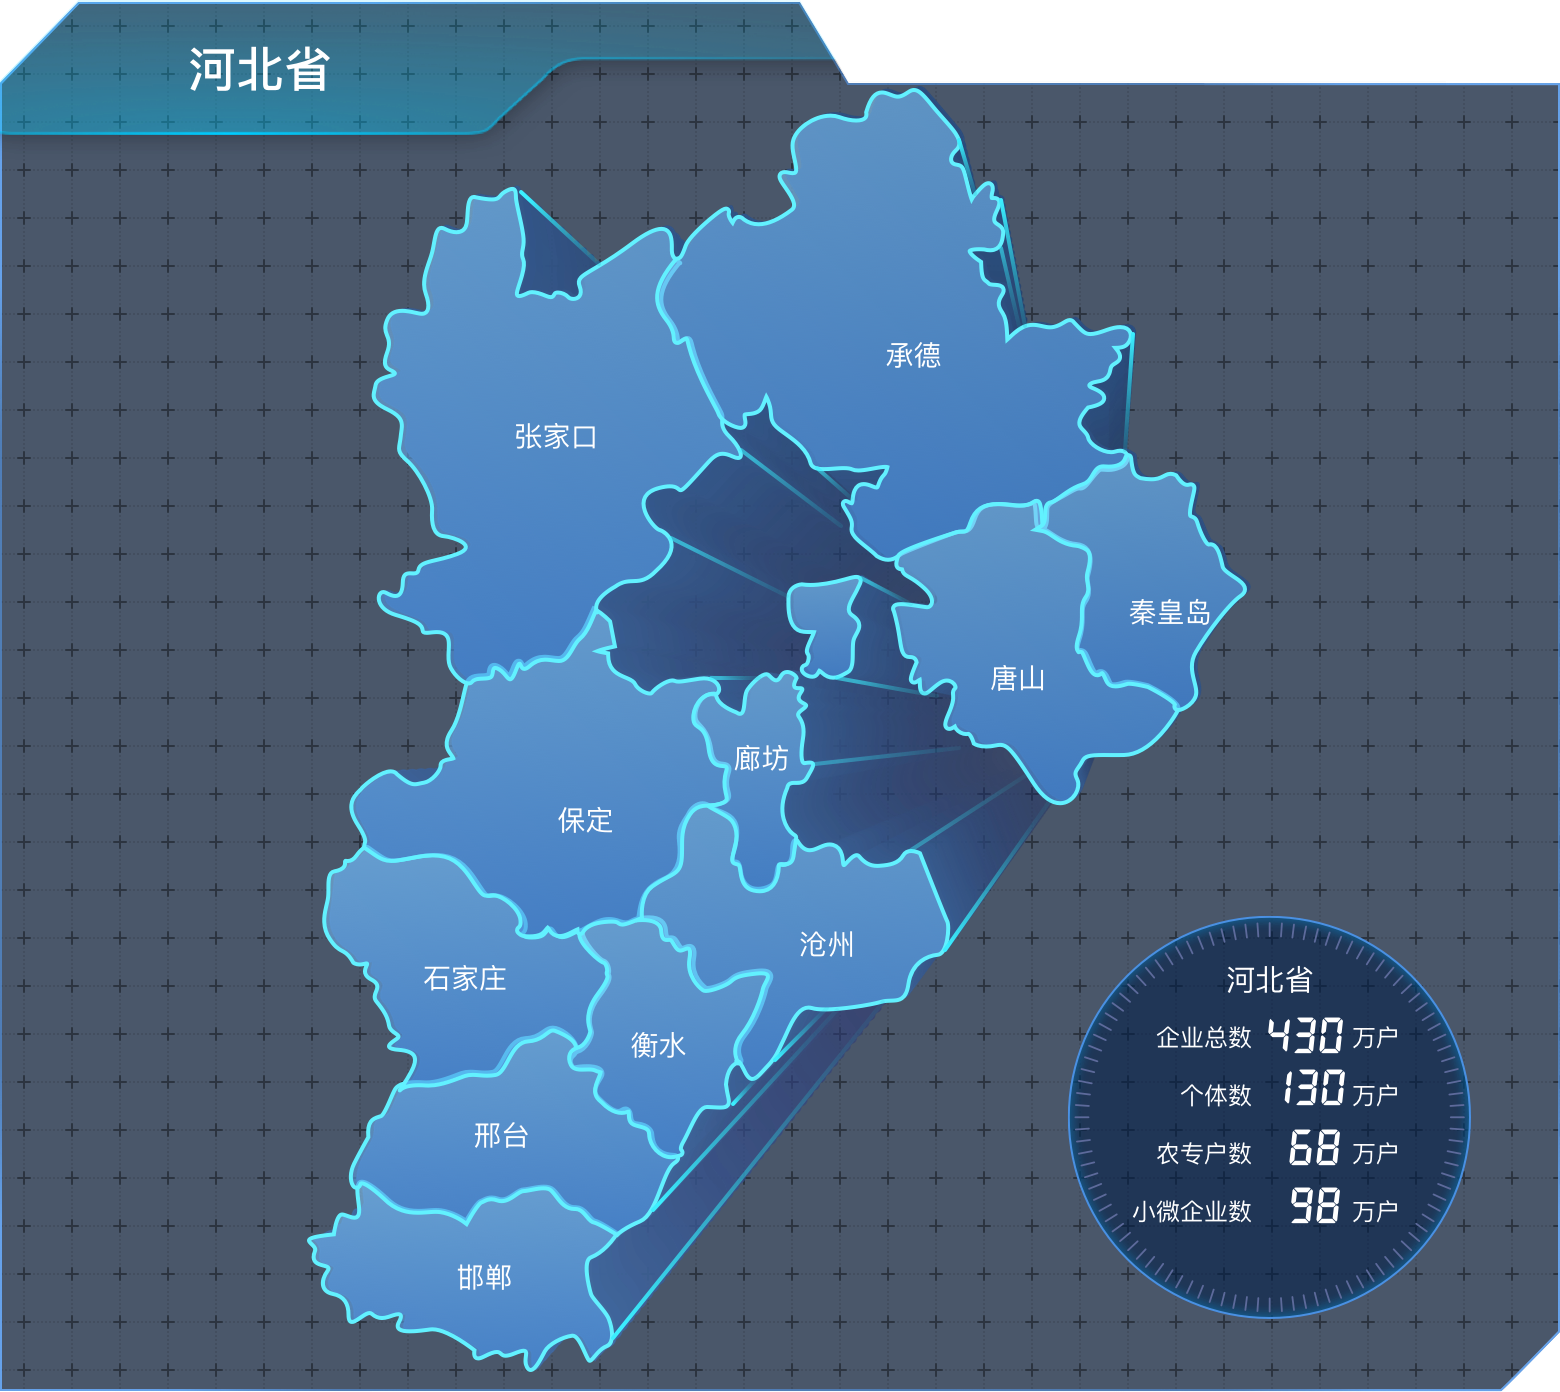 河北省
承德
张家口
秦皇岛
唐山
廊坊
保定
沧州
石家庄
衡水
邢台
邯郸
河北省
企业总数 430 万户
个体数 130 万户
农专户数 68 万户
小微企业数 98 万户